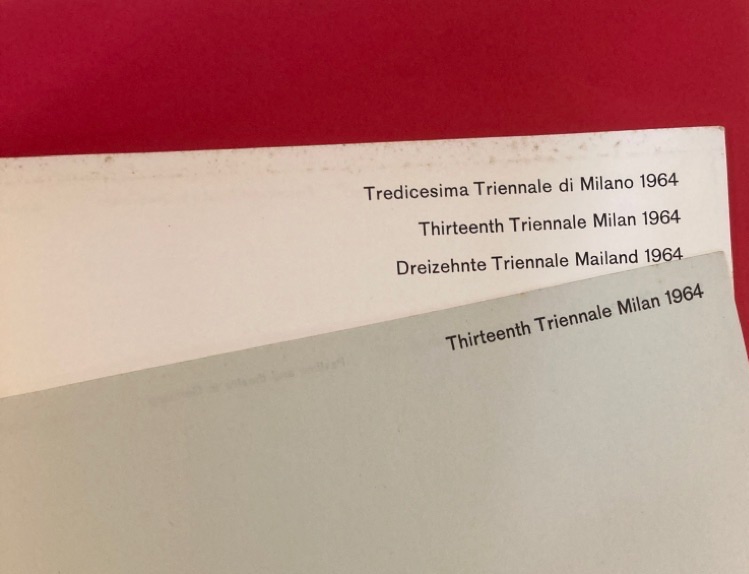 Tredicesima Triennale di Milano 1964
Thirteenth Triennale Milan 1964
Dreizehnte Triennale Mailand 1964
Thirteenth Triennale Milan 1964